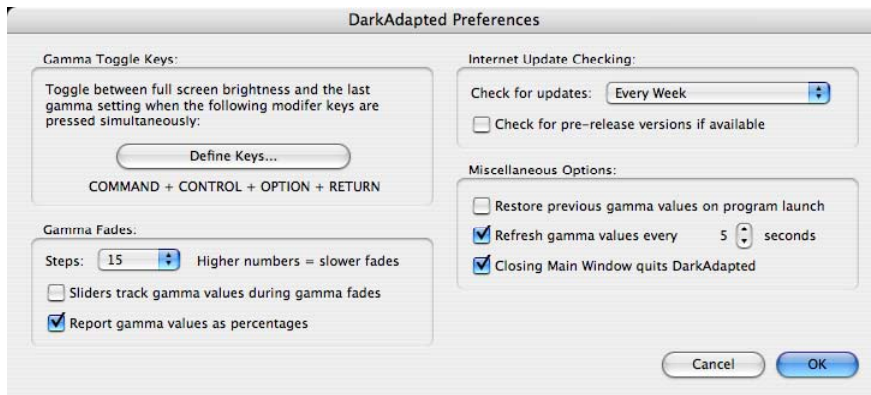 DarkAdapted Preferences
Gamma Toggle Keys:
Toggle between full screen brightness and the last
gamma setting when the following modifer keys are
pressed simultaneously:
Define Keys...
COMMAND + CONTROL + OPTION + RETURN
Gamma Fades:
Steps: 15 Higher numbers = slower fades
Sliders track gamma values during gamma fades
Report gamma values as percentages
Internet Update Checking:
Check for updates: Every Week
Check for pre-release versions if available
Miscellaneous Options:
Restore previous gamma values on program launch
Refresh gamma values every 5 seconds
Closing Main Window quits DarkAdapted
Cancel OK